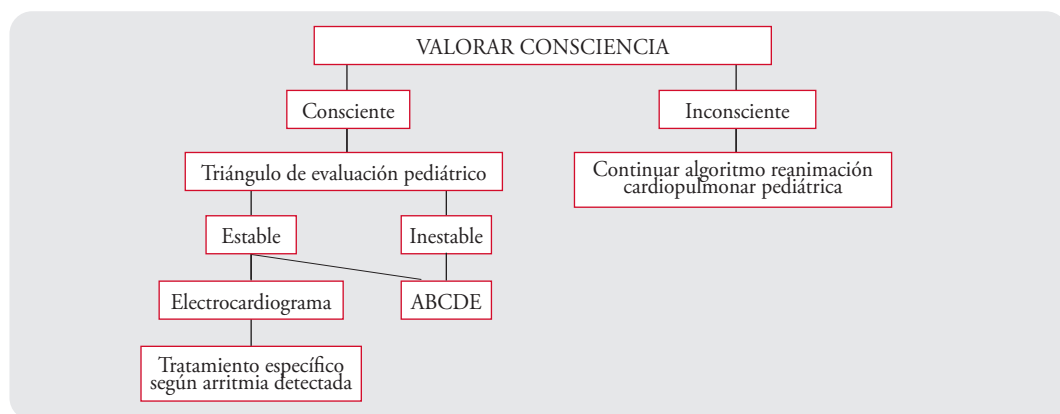 VALORAR CONSCIENCIA
Consciente
Inconsciente
Triángulo de evaluación pediátrico
Continuar algoritmo reanimación
cardiopulmonar pediátrica
Estable
Inestable
Electrocardiograma
ABCDE
Tratamiento específico
según arritmia detectada